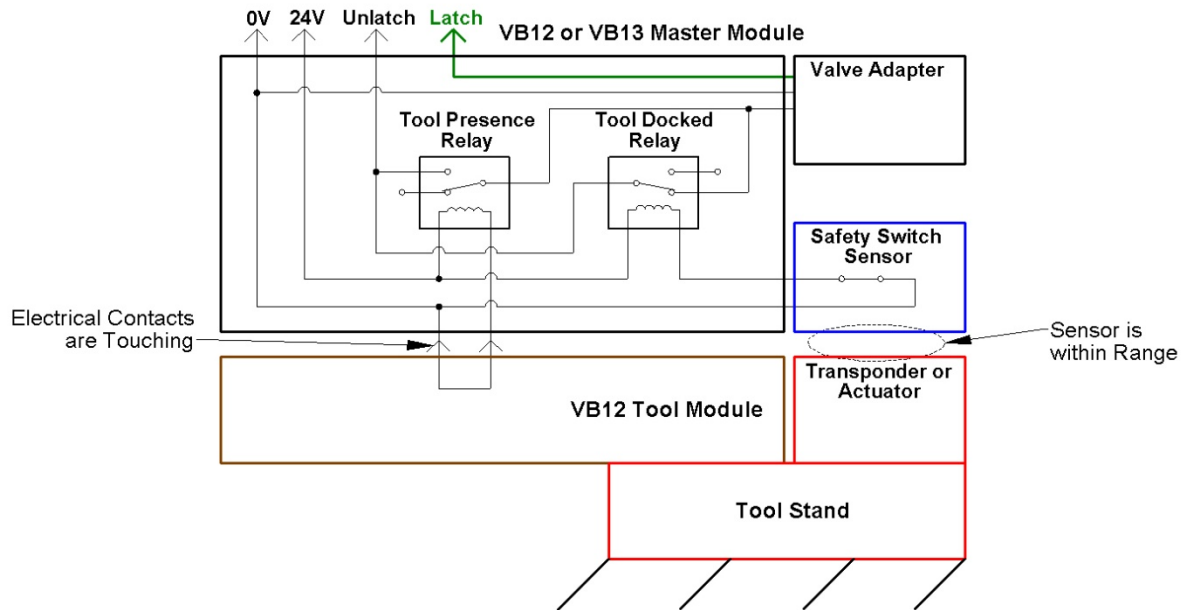 0V 24V Unlatch Latch
VB12 or VB13 Master Module
Valve Adapter
Tool Presence
Relay
Tool Docked
Relay
Safety Switch
Sensor
Electrical Contacts
are Touching
Sensor is
within Range
Transponder or
Actuator
VB12 Tool Module
Tool Stand